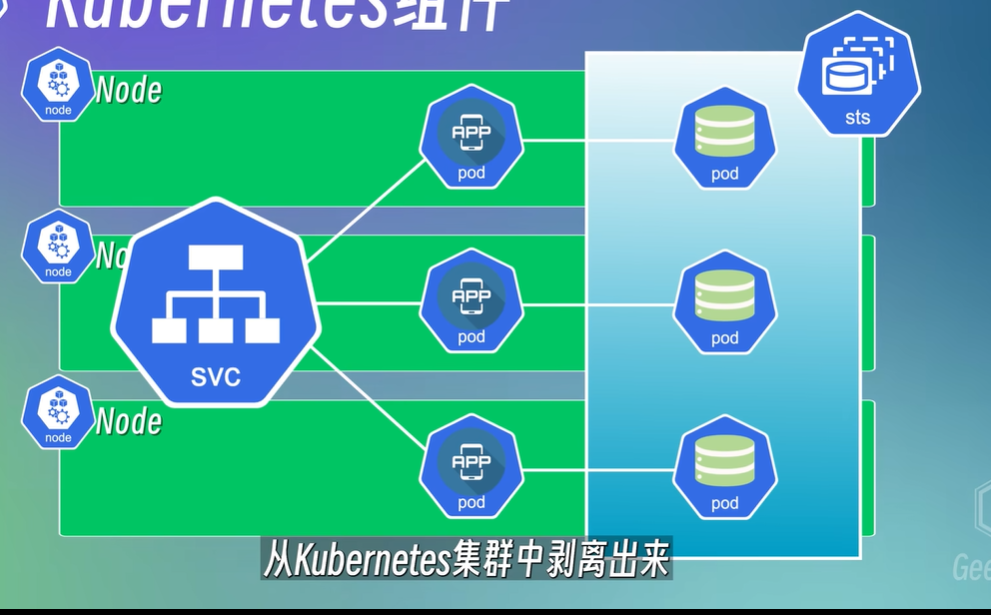 Kubernetes组件
node
Node
APP
pod
pod
sts
node
No
svc
APP
pod
pod
node
Node
APP
pod
pod
从Kubernetes集群中剥离出来
Gee